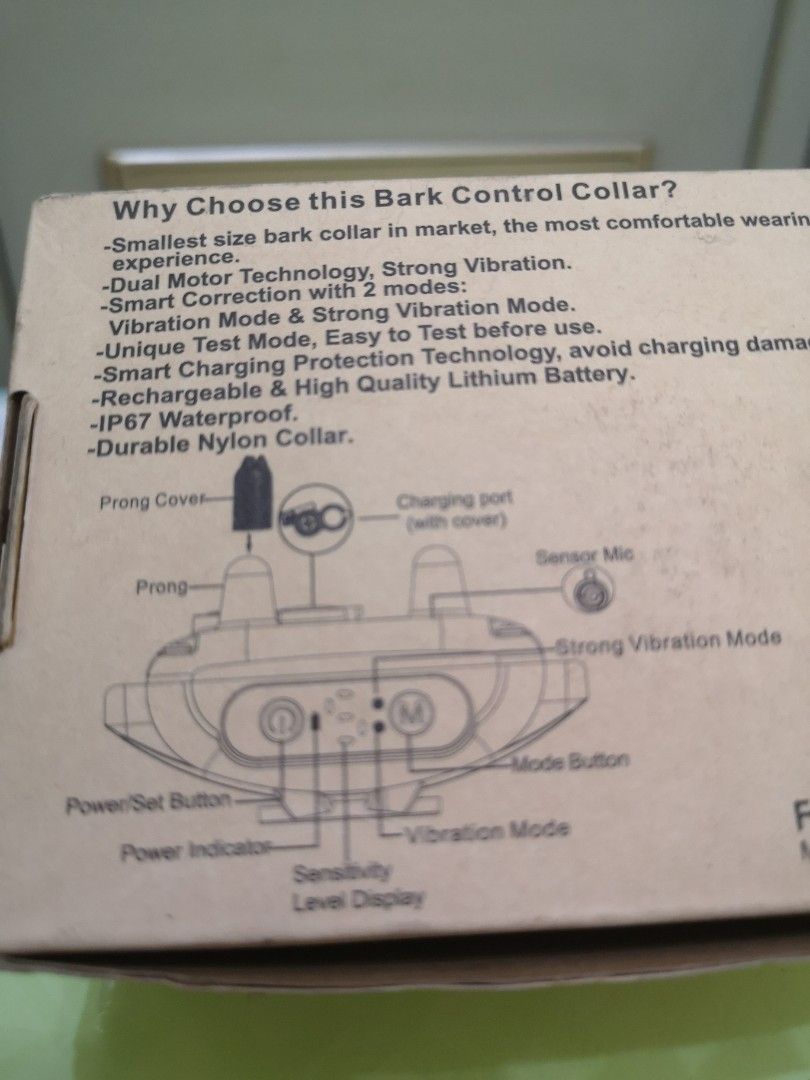 Why Choose this Bark Control Collar?
-Smallest size bark collar in market, the most comfortable wearin
experience.
-Dual Motor Technology, Strong Vibration.
-Smart Correction with 2 modes:
Vibration Mode & Strong Vibration Mode.
-Unique Test Mode, Easy to Test before use.
-Smart Charging Protection Technology, avoid charging dama
-Rechargeable & High Quality Lithium Battery.
-IP67 Waterproof.
-Durable Nylon Collar.
Prong Cover
Charging port
(with cover)
Sensor Mic
Prong
Strong Vibration Mode
M
Mode Button
Power/Set Button
Vibration Mode
Power Indicator
Sensitivity
Level Display